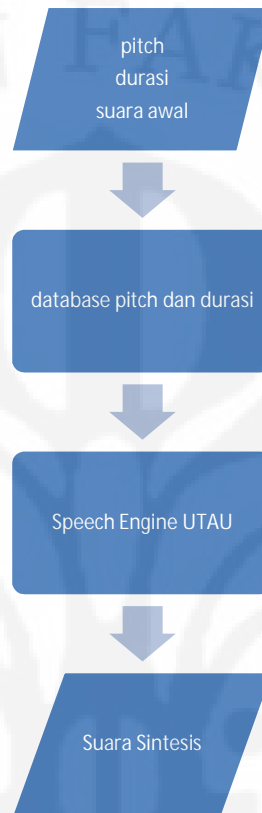 pitch
durasi
suara awal
database pitch dan durasi
Speech Engine UTAU
Suara Sintesis